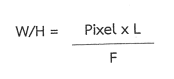 W/H = Pixel x L
F